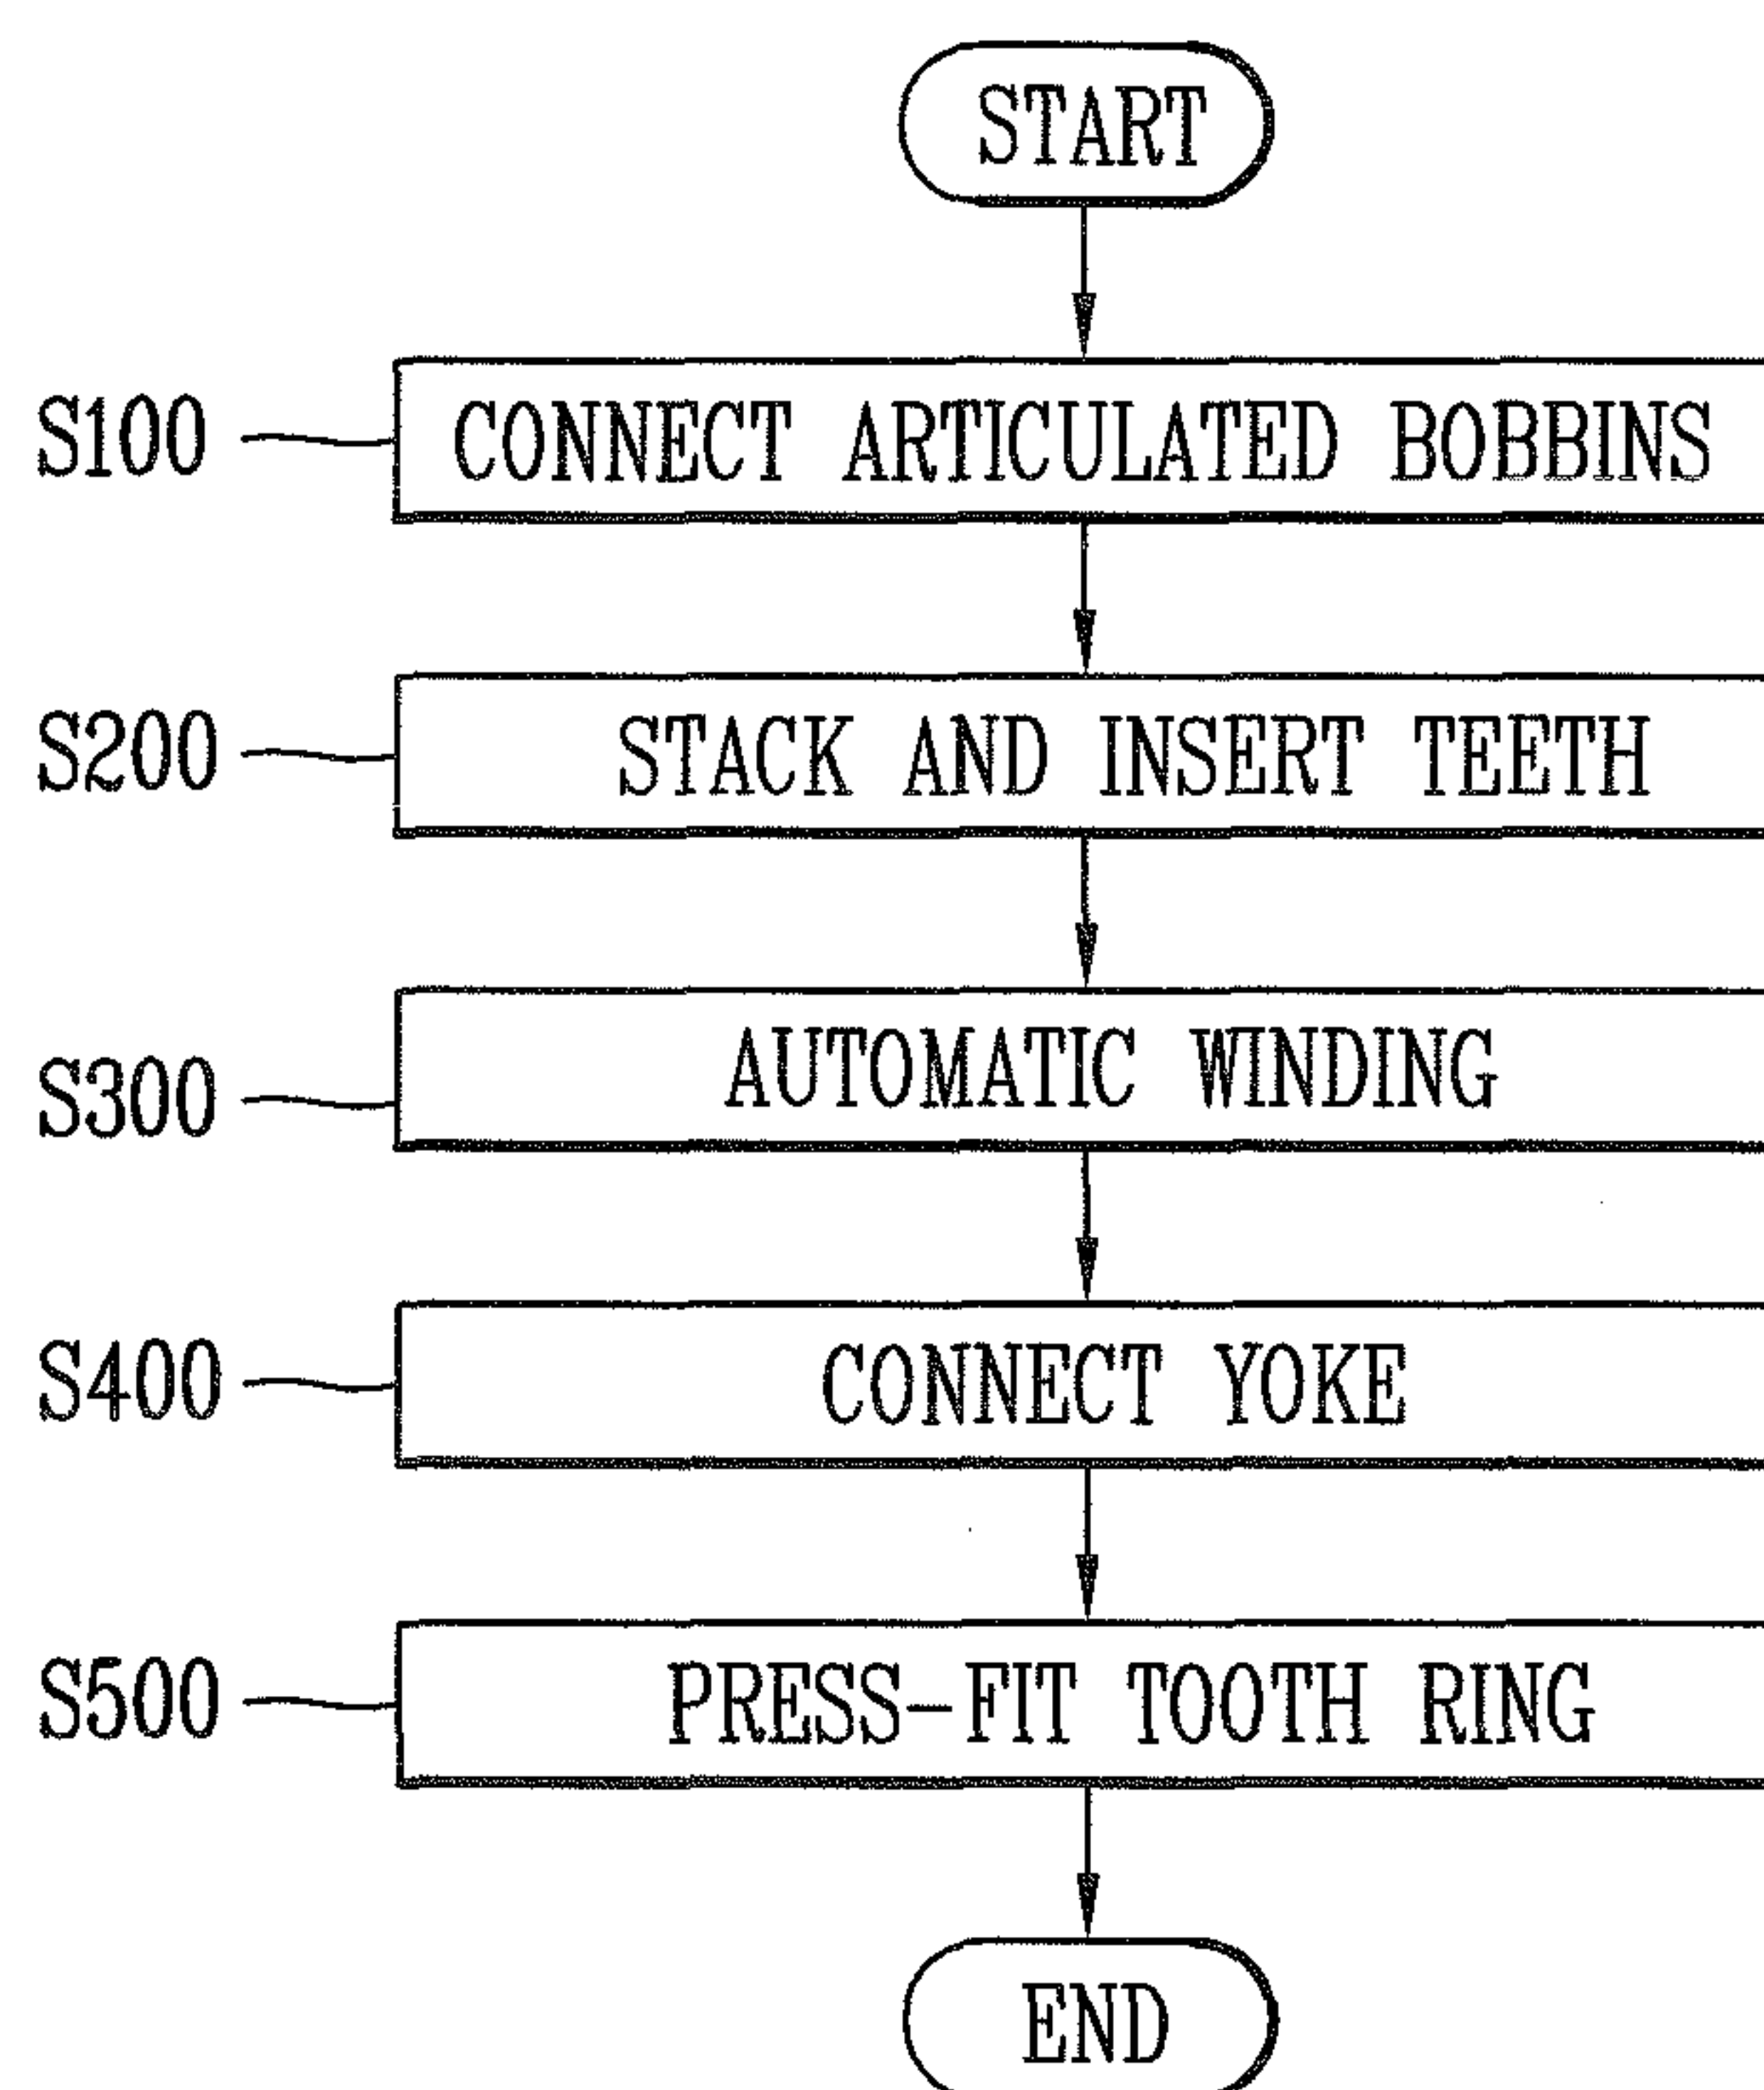 START
S100 CONNECT ARTICULATED BOBBINS
S200 STACK AND INSERT TEETH
S300 AUTOMATIC WINDING
S400 CONNECT YOKE
S500 PRESS-FIT TOOTH RING
END